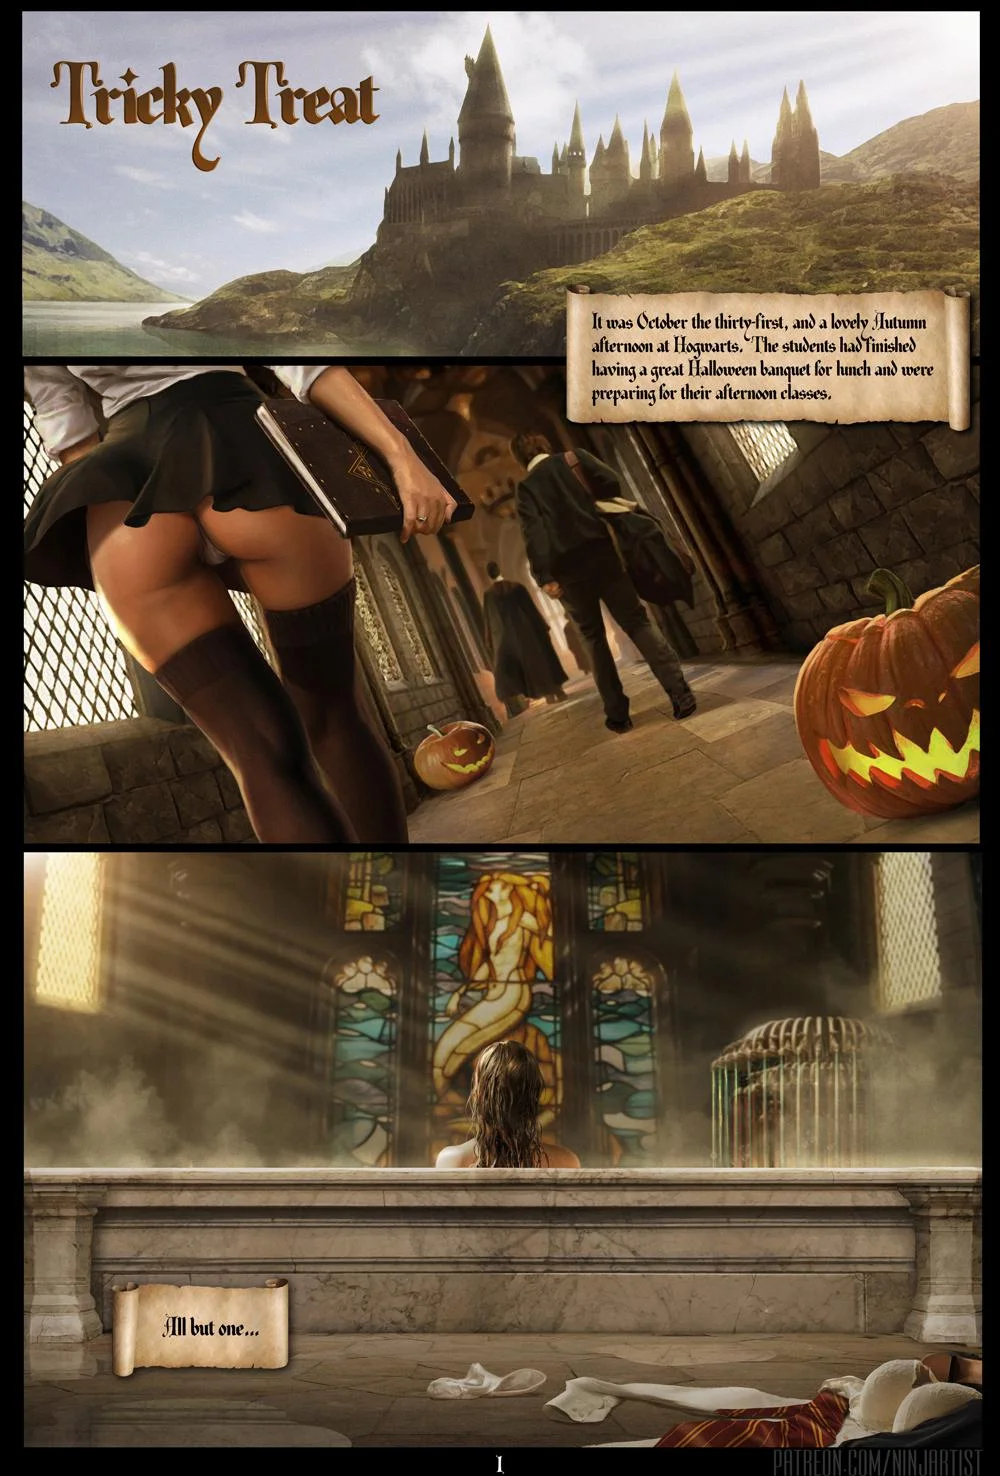 Tricky Treat
It was October the thirty-first, and a lovely Autumn
afternoon at Hogwarts. The students had finished
having a great Halloween banquet for lunch and were
preparing for their afternoon classes.
All but one...
1
PATREON.COM/NINJARTIST